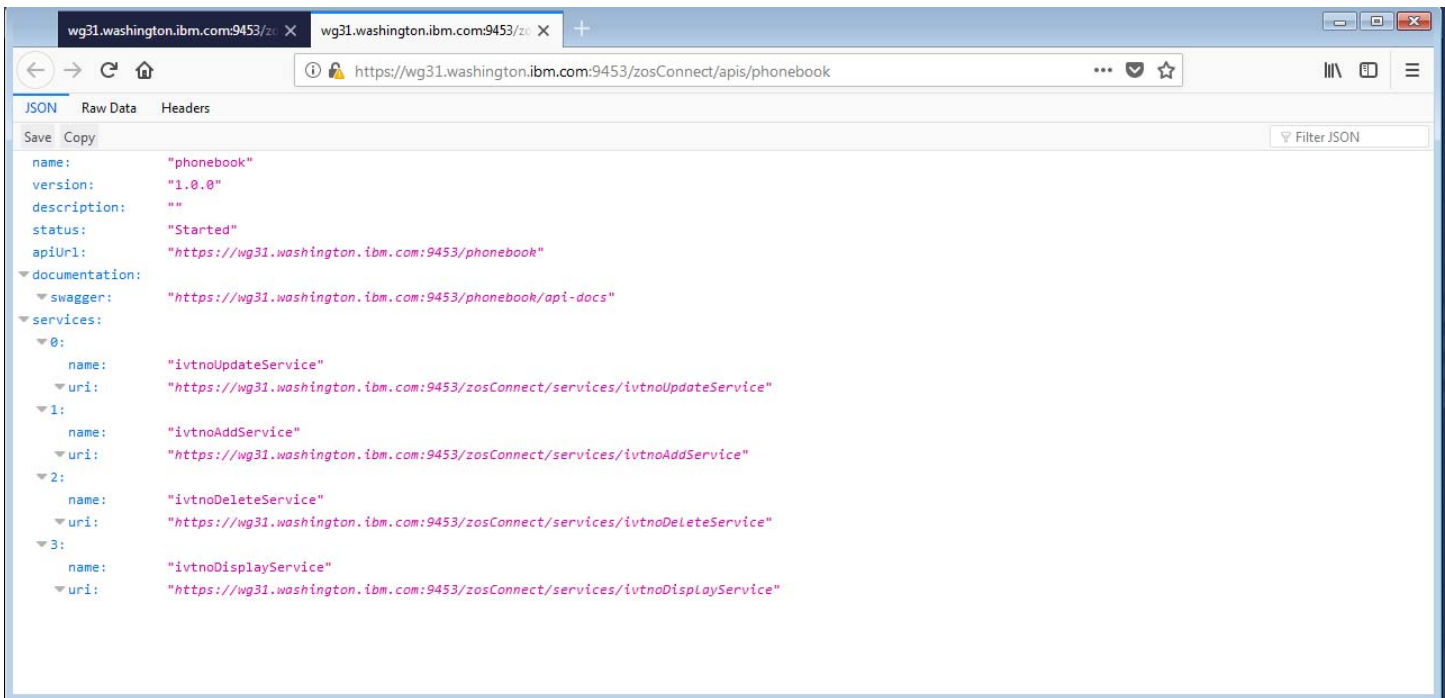 wg31.washington.ibm.com:9453/zo wg31.washington.ibm.com:9453/zo
https://wg31.washington.ibm.com:9453/zosConnect/apis/phonebook
JSON Raw Data Headers
Save Copy Filter JSON
name: "phonebook"
version: "1.0.0"
description: ""
status: "Started"
apiUrl: "https://wg31.washington.ibm.com:9453/phonebook"
documentation:
swagger: "https://wg31.washington.ibm.com:9453/phonebook/api-docs"
services:
0:
name: "ivtnoUpdateService"
uri: "https://wg31.washington.ibm.com:9453/zosConnect/services/ivtnoUpdateService"
1:
name: "ivtnoAddService"
uri: "https://wg31.washington.ibm.com:9453/zosConnect/services/ivtnoAddService"
2:
name: "ivtnoDeleteService"
uri: "https://wg31.washington.ibm.com:9453/zosConnect/services/ivtnoDeleteService"
3:
name: "ivtnoDisplayService"
uri: "https://wg31.washington.ibm.com:9453/zosConnect/services/ivtnoDisplayService"